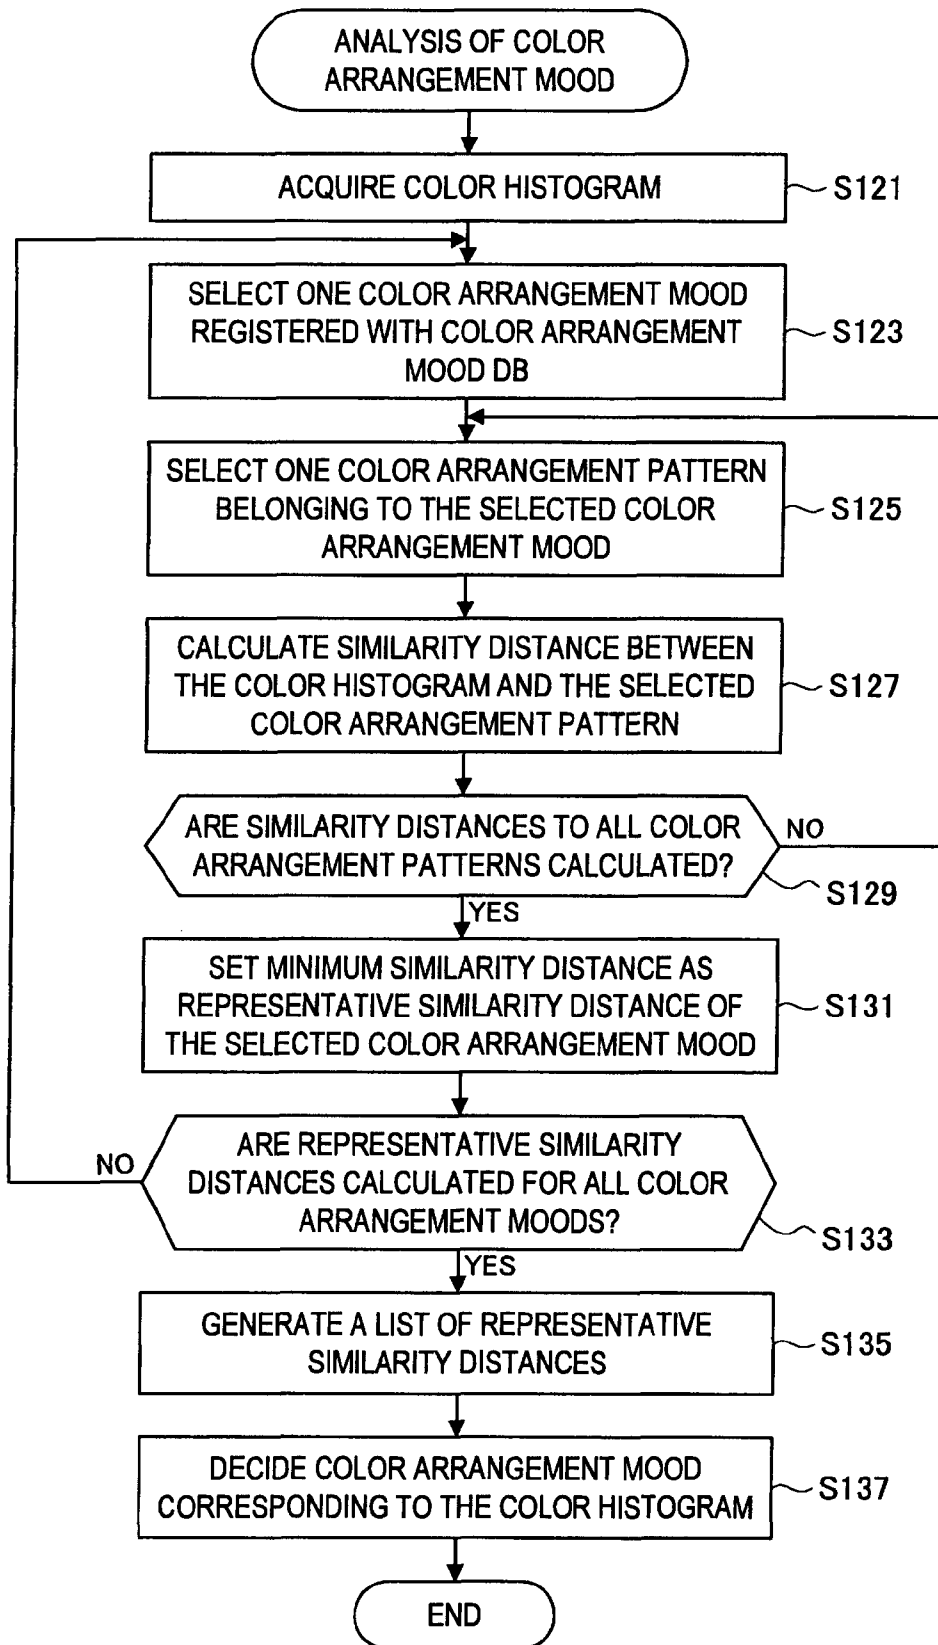 ANALYSIS OF COLOR
ARRANGEMENT MOOD
ACQUIRE COLOR HISTOGRAM
S121
SELECT ONE COLOR ARRANGEMENT MOOD
REGISTERED WITH COLOR ARRANGEMENT
MOOD DB
S123
SELECT ONE COLOR ARRANGEMENT PATTERN
BELONGING TO THE SELECTED COLOR
ARRANGEMENT MOOD
S125
CALCULATE SIMILARITY DISTANCE BETWEEN
THE COLOR HISTOGRAM AND THE SELECTED
COLOR ARRANGEMENT PATTERN
S127
ARE SIMILARITY DISTANCES TO ALL COLOR
ARRANGEMENT PATTERNS CALCULATED?
NO
S129
YES
SET MINIMUM SIMILARITY DISTANCE AS
REPRESENTATIVE SIMILARITY DISTANCE OF
THE SELECTED COLOR ARRANGEMENT MOOD
S131
ARE REPRESENTATIVE SIMILARITY
DISTANCES CALCULATED FOR ALL COLOR
ARRANGEMENT MOODS?
NO
S133
YES
GENERATE A LIST OF REPRESENTATIVE
SIMILARITY DISTANCES
S135
DECIDE COLOR ARRANGEMENT MOOD
CORRESPONDING TO THE COLOR HISTOGRAM
S137
END